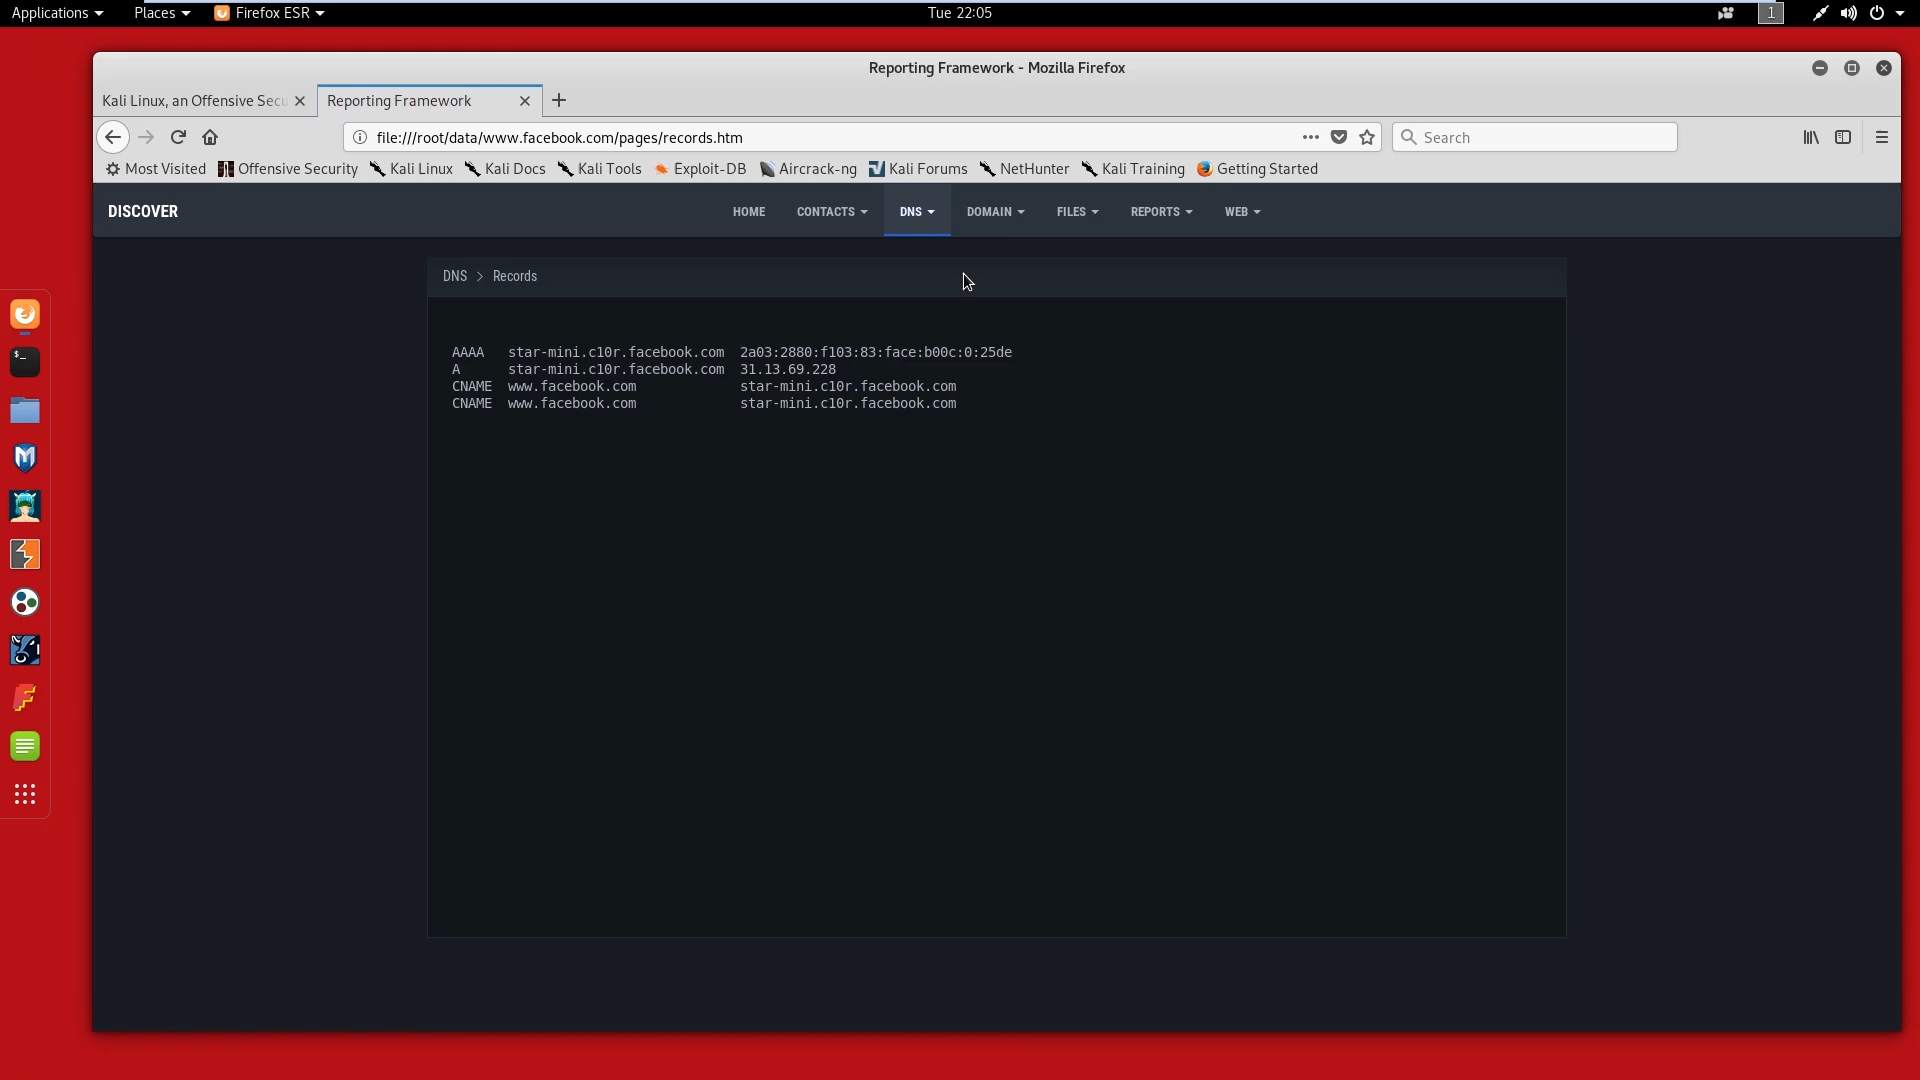 Applications Places Firefox ESR Tue 22:05 1
Reporting Framework - Mozilla Firefox
Kali Linux, an Offensive Secu Reporting Framework
file:///root/data/www.facebook.com/pages/records.htm Search
Most Visited Offensive Security Kali Linux Kali Docs Kali Tools Exploit-DB Aircrack-ng Kali Forums NetHunter Kali Training Getting Started
DISCOVER HOME CONTACTS DNS DOMAIN FILES REPORTS WEB
DNS > Records
AAAA star-mini.c10r.facebook.com 2a03:2880:f103:83:face:b00c:0:25de
A star-mini.c10r.facebook.com 31.13.69.228
CNAME www.facebook.com star-mini.c10r.facebook.com
CNAME www.facebook.com star-mini.c10r.facebook.com